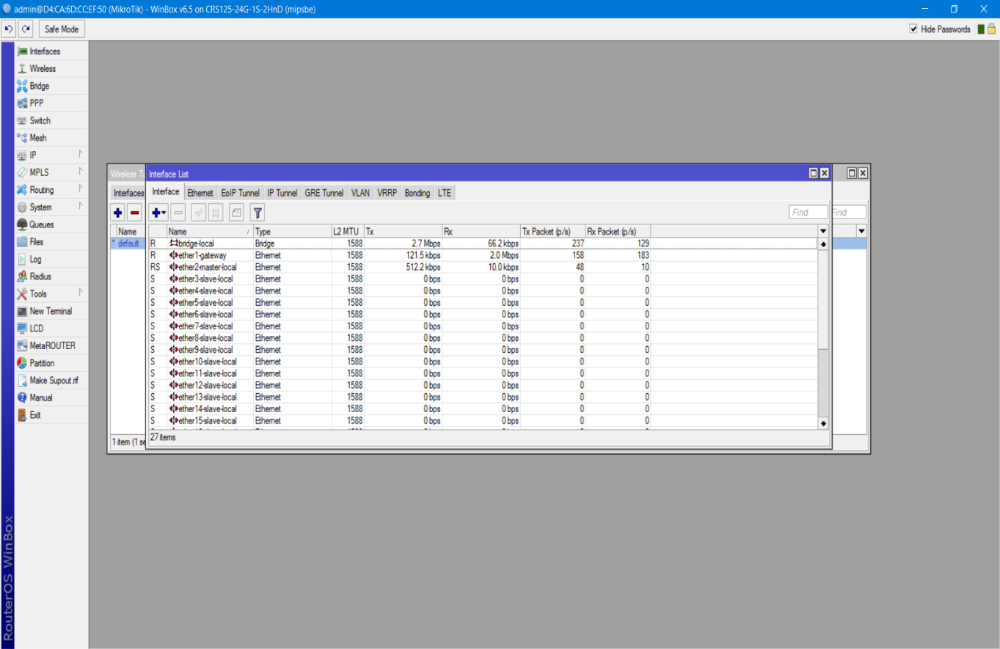 admin@D4:CA:6D:CC:EF:50 (MikroTik) - WinBox v6.5 on CRS125-24G-1S-2HnD (mipsbe)
Safe Mode
Hide Passwords
Interfaces
Wireless
Bridge
PPP
Switch
Mesh
IP
MPLS
Routing
System
Queues
Files
Log
Radius
Tools
New Terminal
LCD
MetaROUTER
Partition
Make Supout.rif
Manual
Exit
RouterOS WinBox
Wireless
Interfaces
Find
Name
* default
1 item (1 se
Interface List
Interface Ethernet EoIP Tunnel IP Tunnel GRE Tunnel VLAN VRRP Bonding LTE
Find
Name / Type L2 MTU Tx Rx Tx Packet (p/s) Rx Packet (p/s)
R bridge-local Bridge 1588 2.7 Mbps 66.2 kbps 237 129
R ether1-gateway Ethernet 1588 121.5 kbps 2.0 Mbps 158 183
RS ether2-master-local Ethernet 1588 512.2 kbps 10.0 kbps 48 10
S ether3-slave-local Ethernet 1588 0 bps 0 bps 0 0
S ether4-slave-local Ethernet 1588 0 bps 0 bps 0 0
S ether5-slave-local Ethernet 1588 0 bps 0 bps 0 0
S ether6-slave-local Ethernet 1588 0 bps 0 bps 0 0
S ether7-slave-local Ethernet 1588 0 bps 0 bps 0 0
S ether8-slave-local Ethernet 1588 0 bps 0 bps 0 0
S ether9-slave-local Ethernet 1588 0 bps 0 bps 0 0
S ether10-slave-local Ethernet 1588 0 bps 0 bps 0 0
S ether11-slave-local Ethernet 1588 0 bps 0 bps 0 0
S ether12-slave-local Ethernet 1588 0 bps 0 bps 0 0
S ether13-slave-local Ethernet 1588 0 bps 0 bps 0 0
S ether14-slave-local Ethernet 1588 0 bps 0 bps 0 0
S ether15-slave-local Ethernet 1588 0 bps 0 bps 0 0
27 items